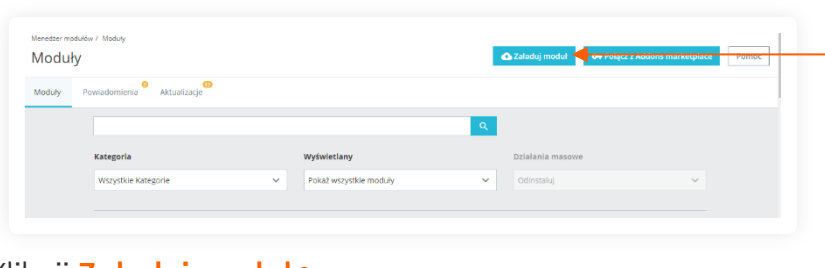 Menedżer modułów / Moduły
Moduły
Załaduj moduł
Połącz z Addons marketplace
Pomoc
Moduły
Powiadomienia
Aktualizacje
Kategoria
Wyświetlany
Działania masowe
Wszystkie Kategorie
Pokaż wszystkie moduły
Odinstaluj